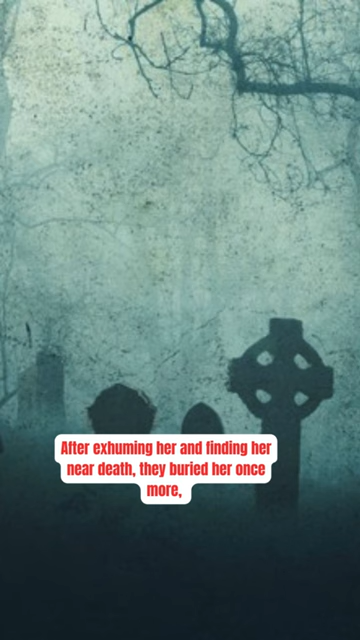 After exhuming her and finding her
near death, they buried her once
more,